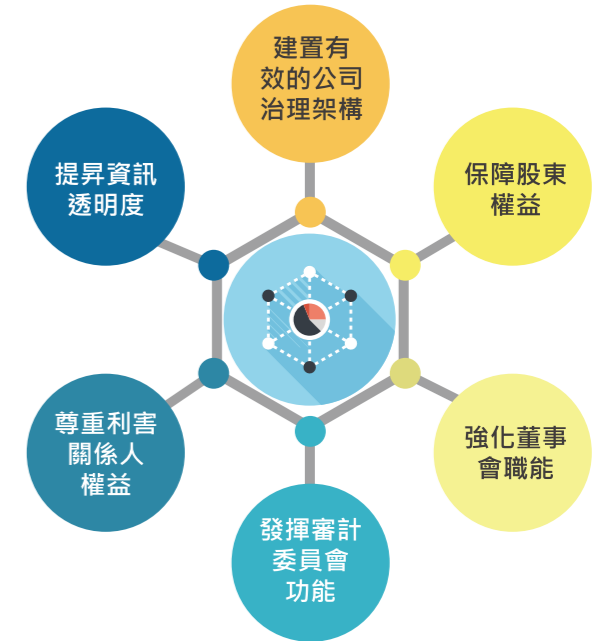 建置有
效的公司
治理架構
保障股東
權益
強化董事
會職能
發揮審計
委員會
功能
尊重利害
關係人
權益
提昇資訊
透明度